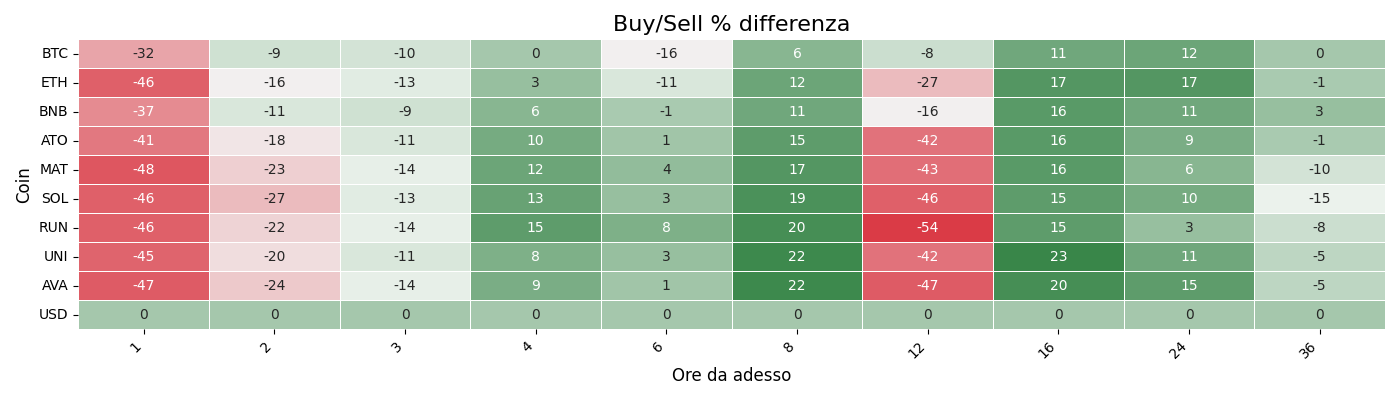 Buy/Sell % differenza
Coin
BTC -32 -9 -10 0 -16 6 -8 11 12 0
ETH -46 -16 -13 3 -11 12 -27 17 17 -1
BNB -37 -11 -9 6 -1 11 -16 16 11 3
ATO -41 -18 -11 10 1 15 -42 16 9 -1
MAT -48 -23 -14 12 4 17 -43 16 6 -10
SOL -46 -27 -13 13 3 19 -46 15 10 -15
RUN -46 -22 -14 15 8 20 -54 15 3 -8
UNI -45 -20 -11 8 3 22 -42 23 11 -5
AVA -47 -24 -14 9 1 22 -47 20 15 -5
USD 0 0 0 0 0 0 0 0 0 0
1 2 3 4 6 8 12 16 24 36
Ore da adesso